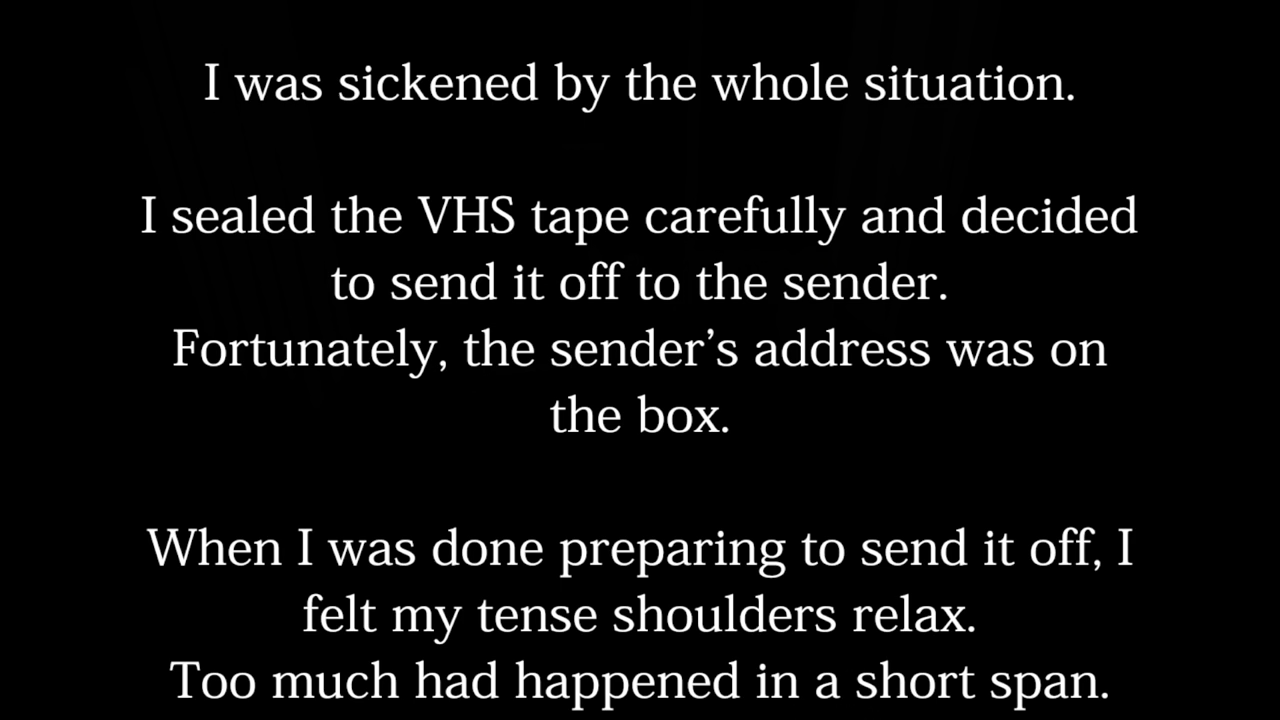 I was sickened by the whole situation.
I sealed the VHS tape carefully and decided
to send it off to the sender.
Fortunately, the sender’s address was on
the box.
When I was done preparing to send it off, I
felt my tense shoulders relax.
Too much had happened in a short span.